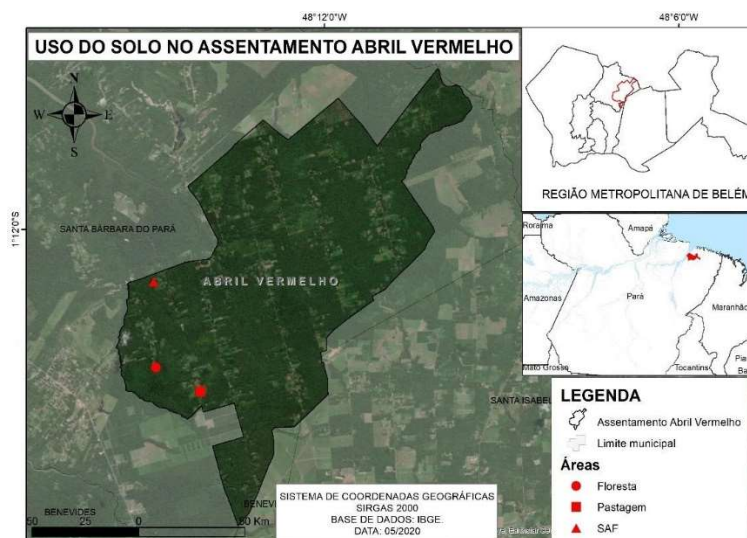 48°12'0"W
48°6'0"W
USO DO SOLO NO ASSENTAMENTO ABRIL VERMELHO
N
W
E
S
1°12'0"S
SANTA BÁRBARA DO PARÁ
ABRIL VERMELHO
SANTA ISABEL
BENEVIDES
50
25
0
50 Km
SISTEMA DE COORDENADAS GEOGRÁFICAS
SIRGAS 2000
BASE DE DADOS: IBGE.
DATA: 05/2020
REGIÃO METROPOLITANA DE BELÉM
Roraima
Amapá
Amazonas
Pará
Maranhão
Mato Grosso
Tocantins
LEGENDA
Assentamento Abril Vermelho
Limite municipal
Áreas
Floresta
Pastagem
SAF